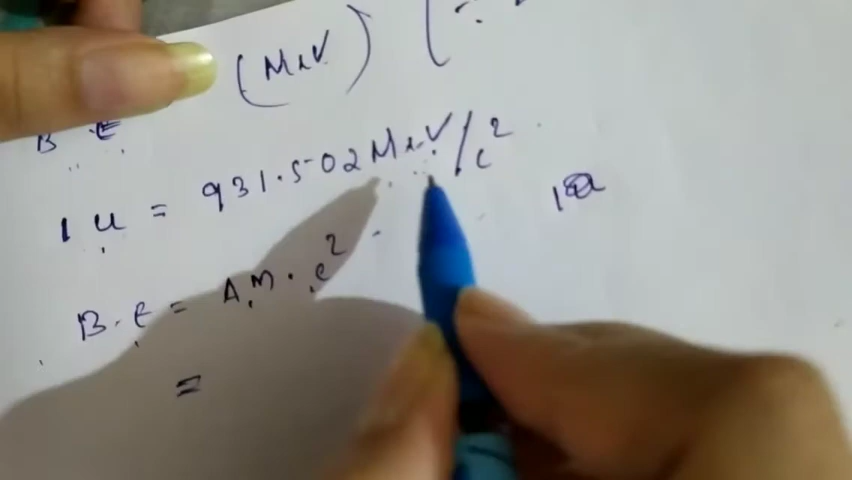 (MeV) (∵
B.E
1 u = 931.502 MeV/c²
B.E = Δm.c²
=